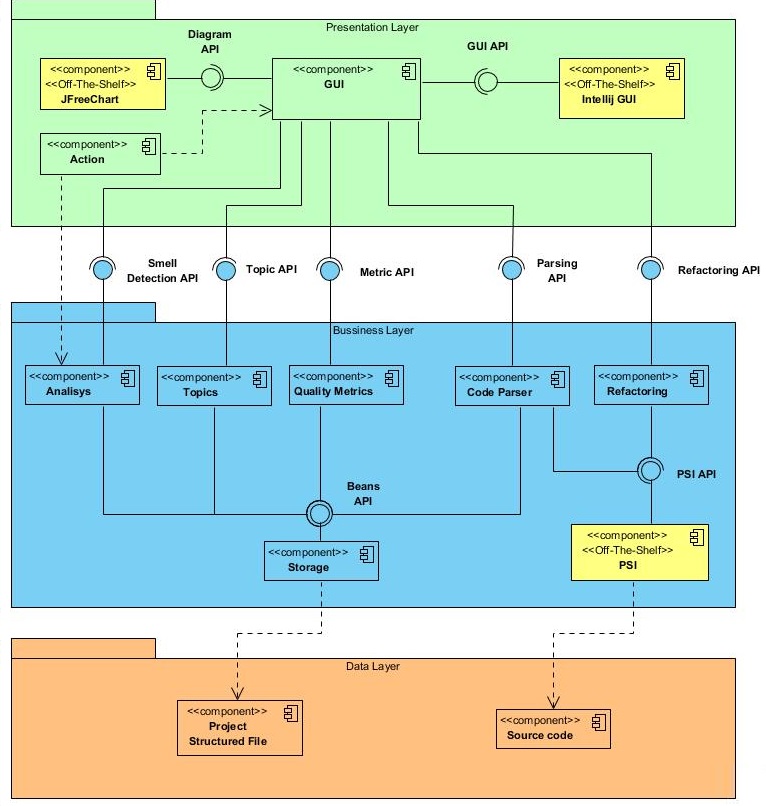 Presentation Layer
Diagram
API
GUI API
<<component>>
<<Off-The-Shelf>>
JFreeChart
<<component>>
GUI
<<component>>
<<Off-The-Shelf>>
Intellij GUI
<<component>>
Action
Smell
Detection API
Topic API
Metric API
Parsing
API
Refactoring API
Bussiness Layer
<<component>>
Analisys
<<component>>
Topics
<<component>>
Quality Metrics
<<component>>
Code Parser
<<component>>
Refactoring
Beans
API
PSI API
<<component>>
Storage
<<component>>
<<Off-The-Shelf>>
PSI
Data Layer
<<component>>
Project
Structured File
<<component>>
Source code